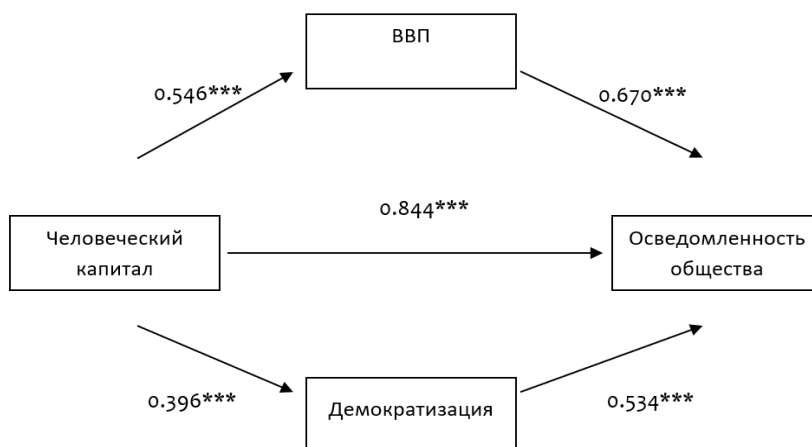 ВВП
0.546***
0.670***
0.844***
Человеческий
капитал
Осведомленность
общества
0.396***
Демократизация
0.534***